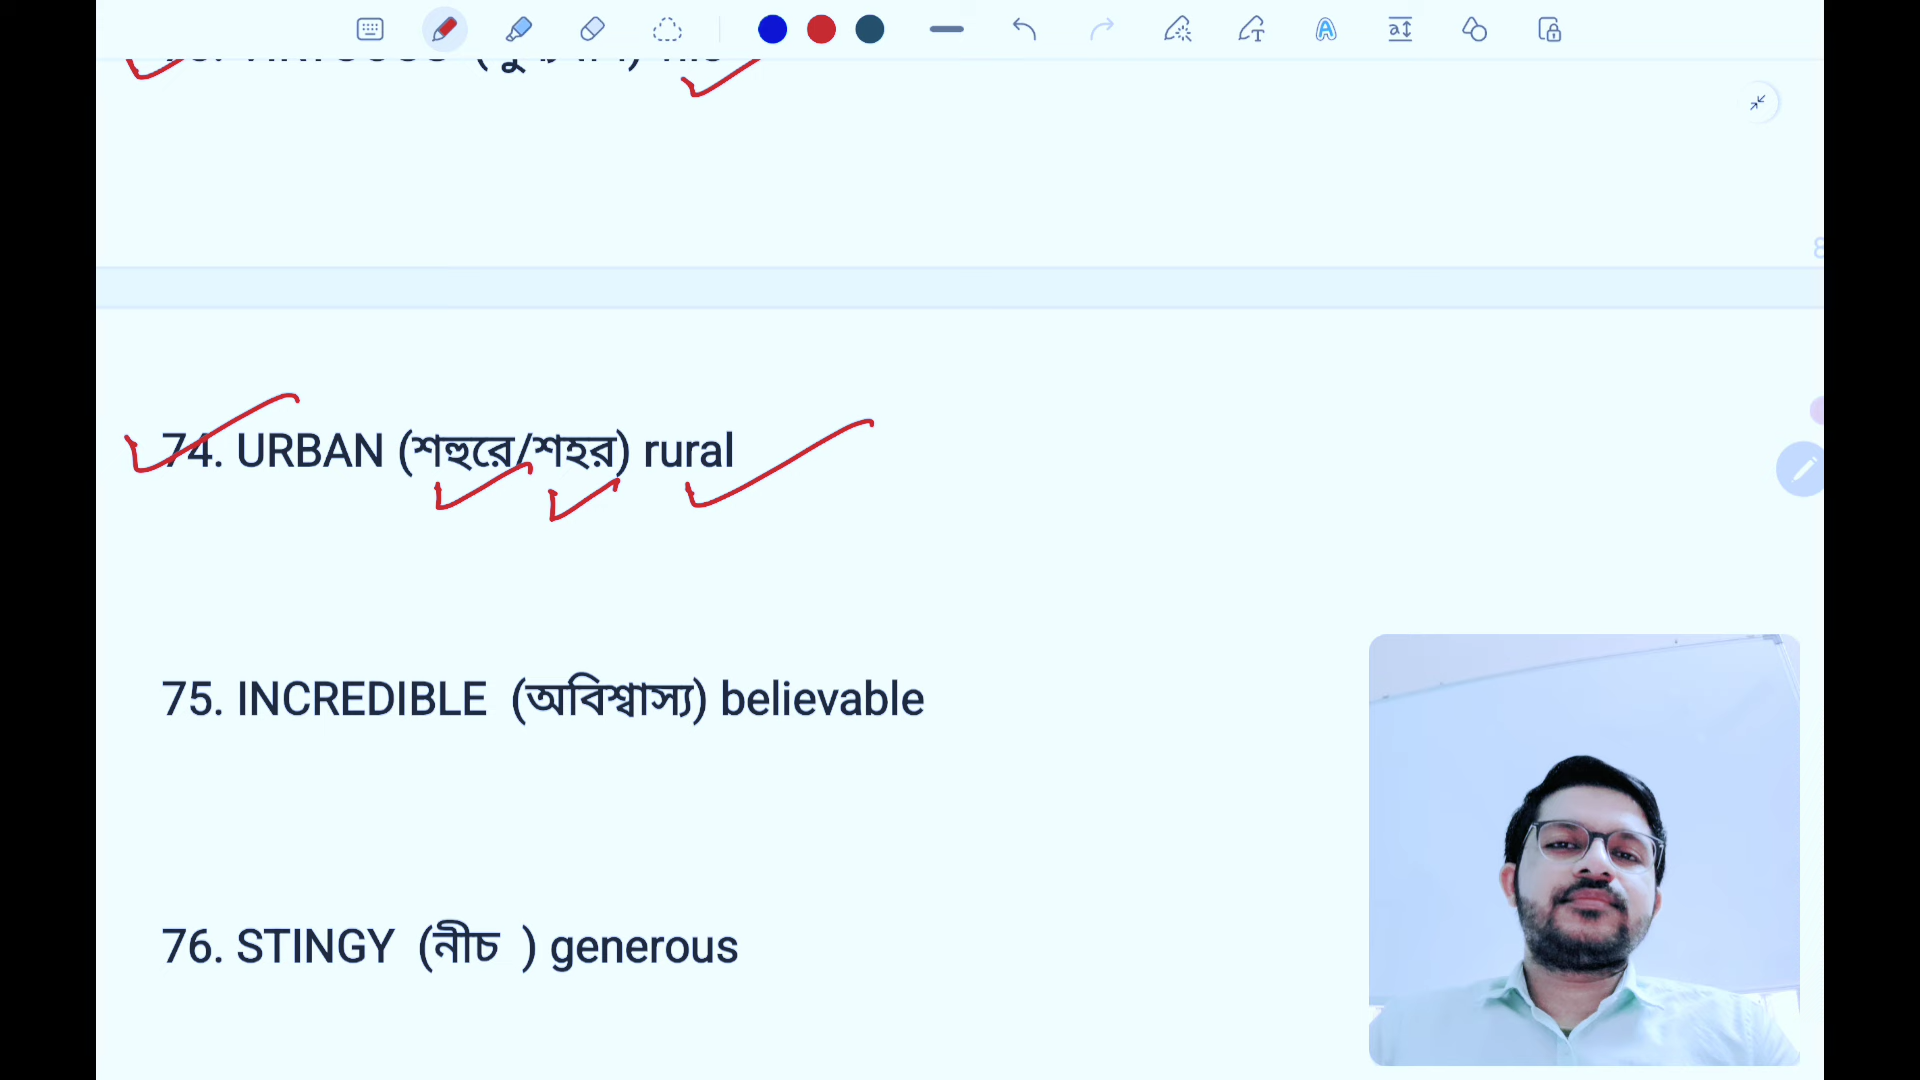 74. URBAN (শহুরে/শহর) rural
75. INCREDIBLE (অবিশ্বাস্য) believable
76. STINGY (নীচ ) generous